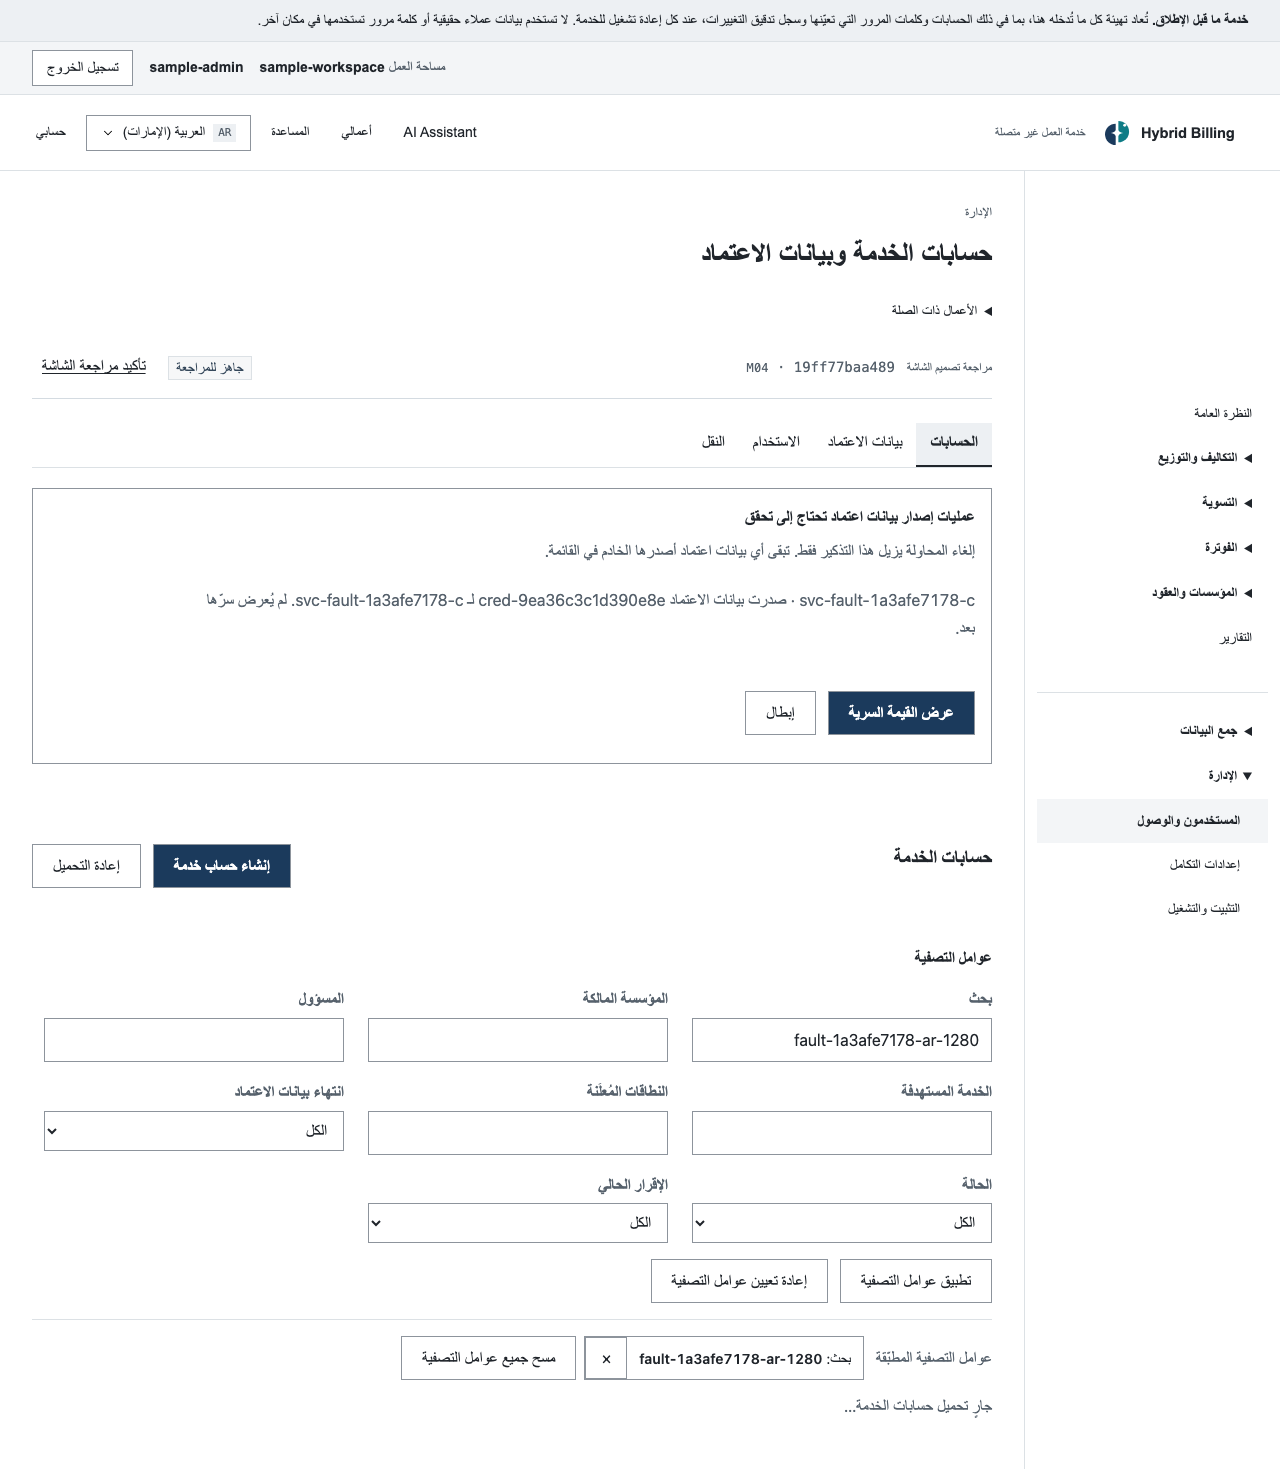 خدمة ما قبل الإطلاق. تُعاد تهيئة كل ما تُدخله هنا، بما في ذلك الحسابات وكلمات المرور التي تعيّنها وسجل تدقيق التغييرات، عند كل إعادة تشغيل للخدمة. لا تستخدم بيانات عملاء حقيقية أو كلمة مرور تستخدمها في مكان آخر.
مساحة العمل sample-workspace sample-admin تسجيل الخروج
Hybrid Billing خدمة العمل غير متصلة AI Assistant أعمالي المساعدة AR العربية (الإمارات) حسابي
النظرة العامة
التكاليف والتوزيع
التسوية
الفوترة
المؤسسات والعقود
التقارير
جمع البيانات
الإدارة
المستخدمون والوصول
إعدادات التكامل
التثبيت والتشغيل
الإدارة
حسابات الخدمة وبيانات الاعتماد
الأعمال ذات الصلة
مراجعة تصميم الشاشة 19ff77baa489 · M04 جاهز للمراجعة تأكيد مراجعة الشاشة
الحسابات بيانات الاعتماد الاستخدام النقل
عمليات إصدار بيانات اعتماد تحتاج إلى تحقق
إلغاء المحاولة يزيل هذا التذكير فقط. تبقى أي بيانات اعتماد أصدرها الخادم في القائمة.
svc-fault-1a3afe7178-c · صدرت بيانات الاعتماد cred-9ea36c3c1d390e8e لـ svc-fault-1a3afe7178-c. لم يُعرض سرّها
بعد.
عرض القيمة السرية إبطال
حسابات الخدمة إنشاء حساب خدمة إعادة التحميل
عوامل التصفية
بحث المؤسسة المالكة المسؤول
fault-1a3afe7178-ar-1280
الخدمة المستهدفة النطاقات المُعلَنة انتهاء بيانات الاعتماد
الكل
الحالة الإقرار الحالي
الكل الكل
تطبيق عوامل التصفية إعادة تعيين عوامل التصفية
عوامل التصفية المطبّقة بحث: fault-1a3afe7178-ar-1280 × مسح جميع عوامل التصفية
جارٍ تحميل حسابات الخدمة...